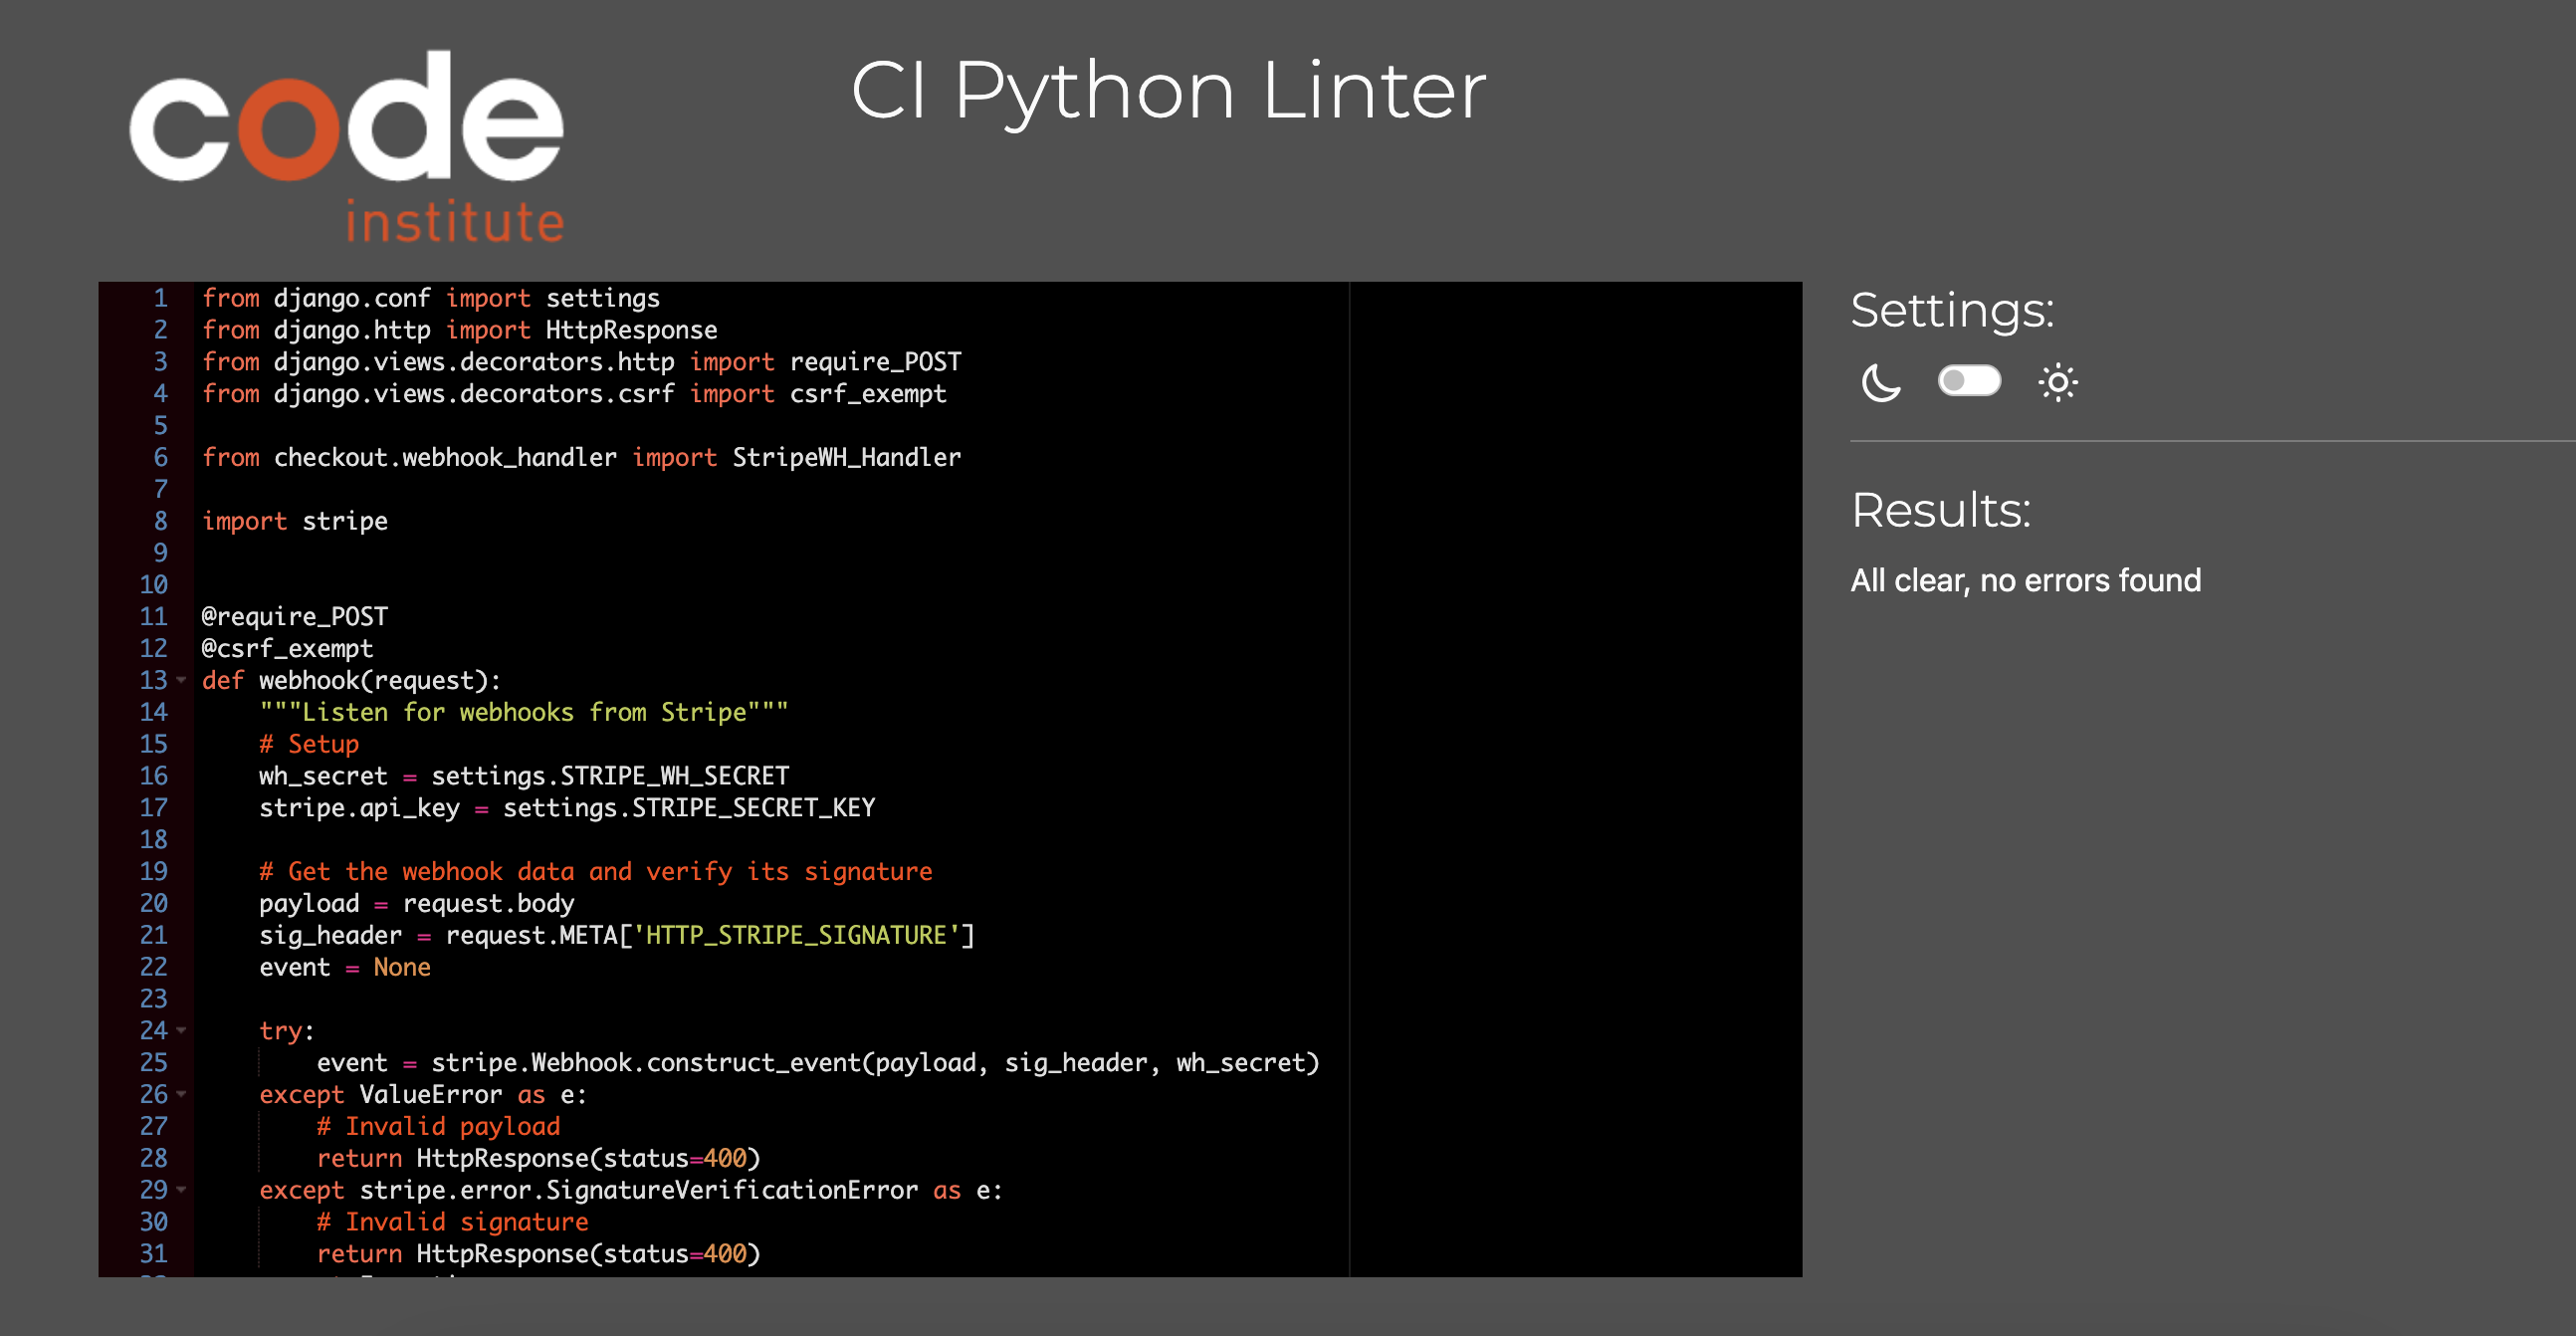 code
institute
CI Python Linter
1 from django.conf import settings
2 from django.http import HttpResponse
3 from django.views.decorators.http import require_POST
4 from django.views.decorators.csrf import csrf_exempt
5
6 from checkout.webhook_handler import StripeWH_Handler
7
8 import stripe
9
10
11 @require_POST
12 @csrf_exempt
13 def webhook(request):
14     """Listen for webhooks from Stripe"""
15     # Setup
16     wh_secret = settings.STRIPE_WH_SECRET
17     stripe.api_key = settings.STRIPE_SECRET_KEY
18
19     # Get the webhook data and verify its signature
20     payload = request.body
21     sig_header = request.META['HTTP_STRIPE_SIGNATURE']
22     event = None
23
24     try:
25         event = stripe.Webhook.construct_event(payload, sig_header, wh_secret)
26     except ValueError as e:
27         # Invalid payload
28         return HttpResponse(status=400)
29     except stripe.error.SignatureVerificationError as e:
30         # Invalid signature
31         return HttpResponse(status=400)
Settings:
Results:
All clear, no errors found